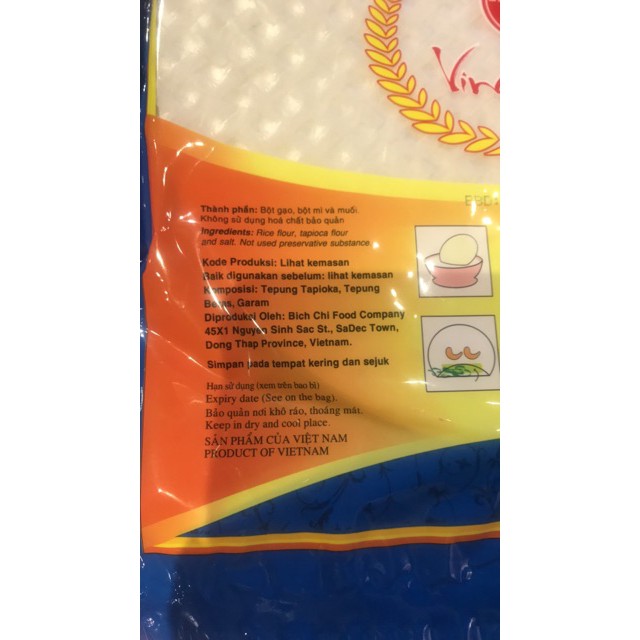 Thành phần: Bột gạo, bột mì và muối.
Không sử dụng hoá chất bảo quản
Ingredients: Rice flour, tapioca flour
and salt. Not used preservative substance
Kode Produksi: Lihat kemasan
Baik digunakan sebelum: lihat kemasan
Komposisi: Tepung Tapioka, Tepung
Beras, Garam
Diproduksi Oleh: Bich Chi Food Company
45X1 Nguyen Sinh Sac St., SaDec Town,
Dong Thap Province, Vietnam.
Simpan pada tempat kering dan sejuk
Hạn sử dụng (xem trên bao bì)
Expiry date (See on the bag).
Bảo quản nơi khô ráo, thoáng mát.
Keep in dry and cool place.
SẢN PHẨM CỦA VIỆT NAM
PRODUCT OF VIETNAM